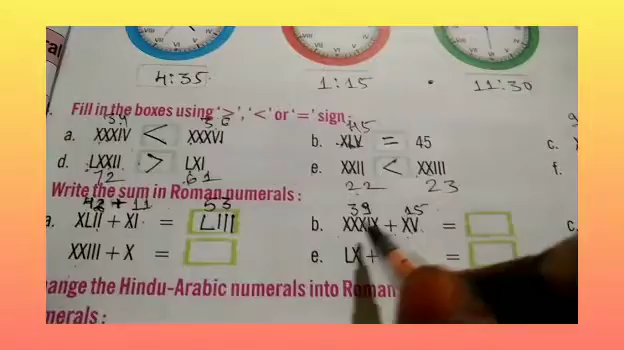 4:35 1:15 11:30
Fill in the boxes using '>', '<' or '=' sign:
34 36 45
a. XXXIV < XXXVI b. XLV = 45 c.
d. LXXII > LXI e. XXII < XXIII f.
72 61 22 23
Write the sum in Roman numerals:
42 + 11 53 39 15
a. XLII + XI = LIII b. XXXIX + XV = c.
XXIII + X = e. LX + =
ange the Hindu-Arabic numerals into Roman
merals: